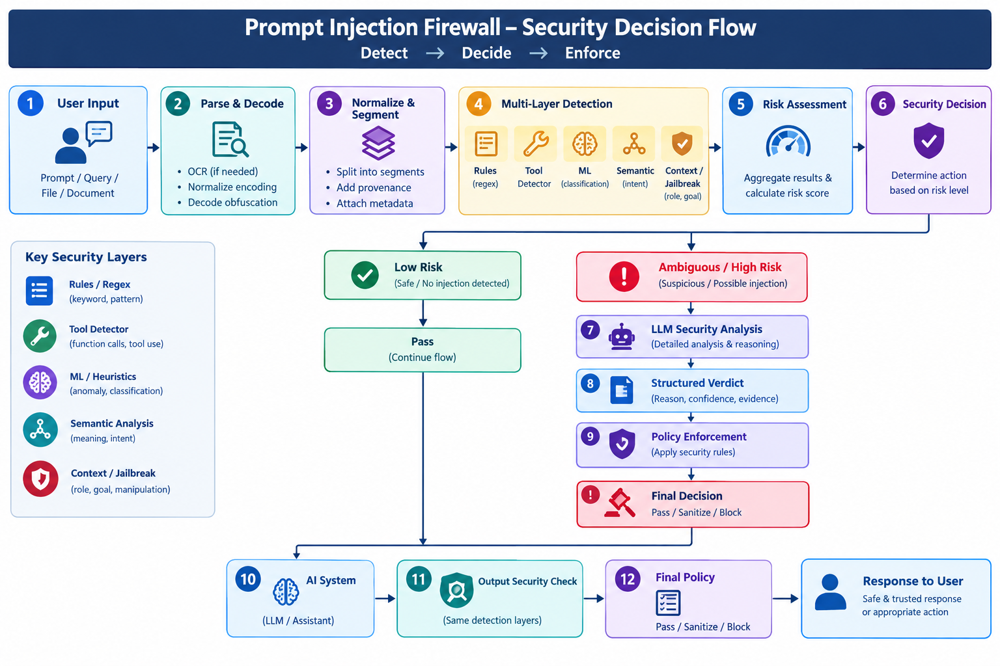 Prompt Injection Firewall – Security Decision Flow
Detect → Decide → Enforce
1 User Input
Prompt / Query /
File / Document
2 Parse & Decode
• OCR (if needed)
• Normalize encoding
• Decode obfuscation
3 Normalize &
Segment
• Split into segments
• Add provenance
• Attach metadata
4 Multi-Layer Detection
Rules
(regex)
Tool
Detector
ML
(classification)
Semantic
(intent)
Context /
Jailbreak
(role, goal)
5 Risk Assessment
Aggregate results &
calculate risk score
6 Security Decision
Determine action
based on risk level
Key Security Layers
Rules / Regex
(keyword, pattern)
Tool Detector
(function calls, tool use)
ML / Heuristics
(anomaly, classification)
Semantic Analysis
(meaning, intent)
Context / Jailbreak
(role, goal, manipulation)
Low Risk
(Safe / No injection detected)
Pass
(Continue flow)
! Ambiguous / High Risk
(Suspicious / Possible injection)
7 LLM Security Analysis
(Detailed analysis & reasoning)
8 Structured Verdict
(Reason, confidence, evidence)
9 Policy Enforcement
(Apply security rules)
! Final Decision
Pass / Sanitize / Block
10 AI System
(LLM / Assistant)
11 Output Security Check
(Same detection layers)
12 Final Policy
Pass / Sanitize / Block
Response to User
Safe & trusted response
or appropriate action